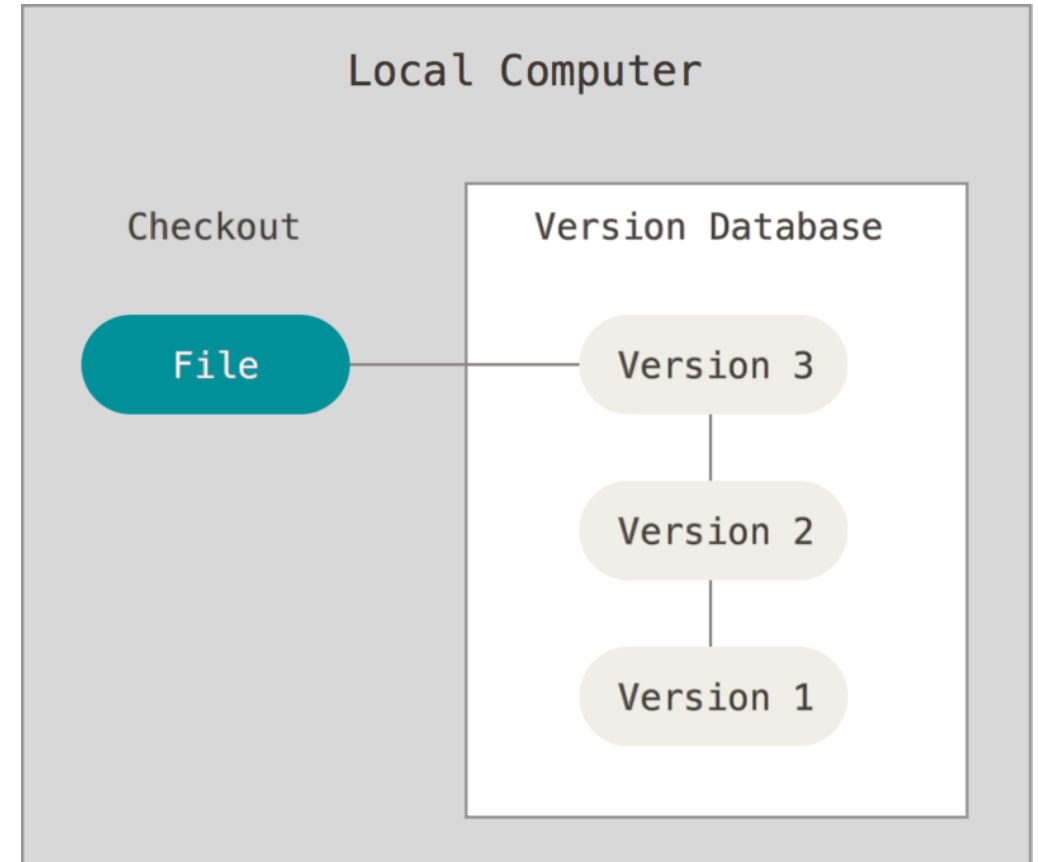 Local Computer
Checkout
Version Database
File
Version 3
Version 2
Version 1